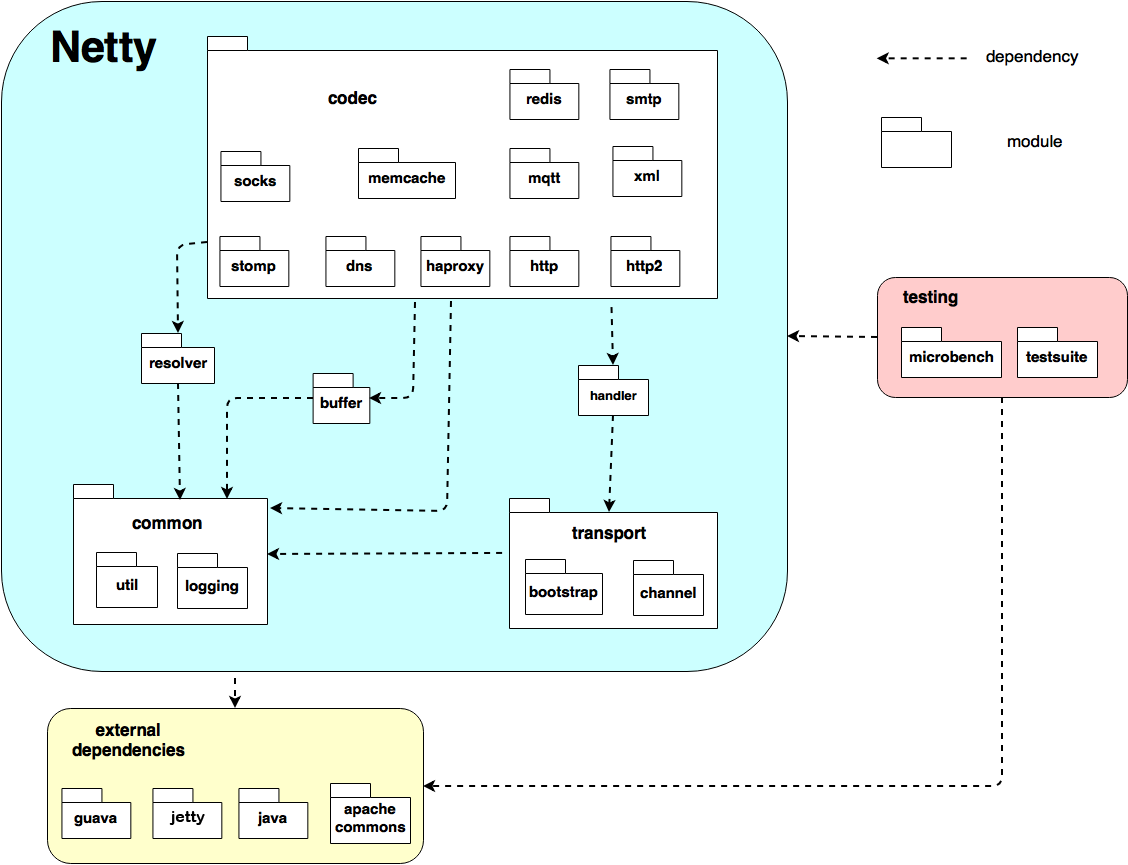 Netty
dependency
codec
redis
smtp
module
socks
memcache
mqtt
xml
stomp
dns
haproxy
http
http2
testing
microbench
testsuite
resolver
buffer
handler
common
transport
util
logging
bootstrap
channel
external
dependencies
guava
jetty
java
apache
commons